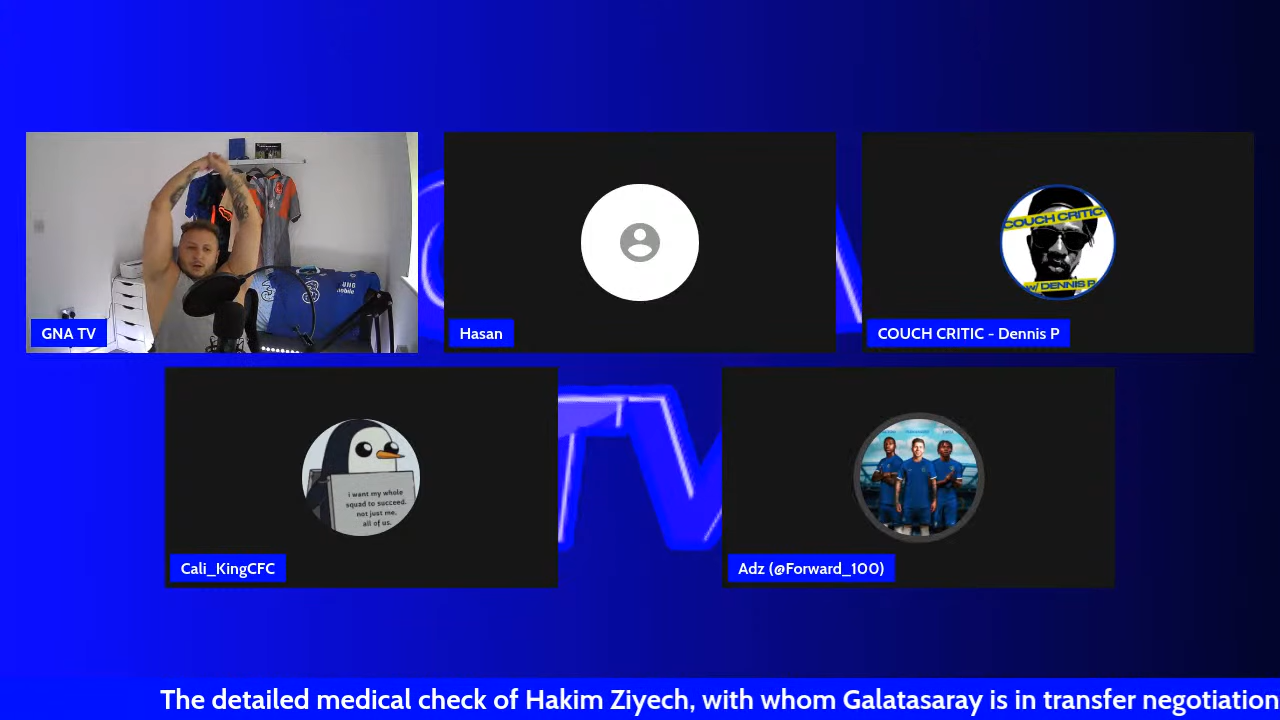 GNA TV
Hasan
COUCH CRITIC
w/ DENNIS P
COUCH CRITIC - Dennis P
TV
i want my whole
squad to succeed.
not just me.
all of us.
Cali_KingCFC
Adz (@Forward_100)
The detailed medical check of Hakim Ziyech, with whom Galatasaray is in transfer negotiation